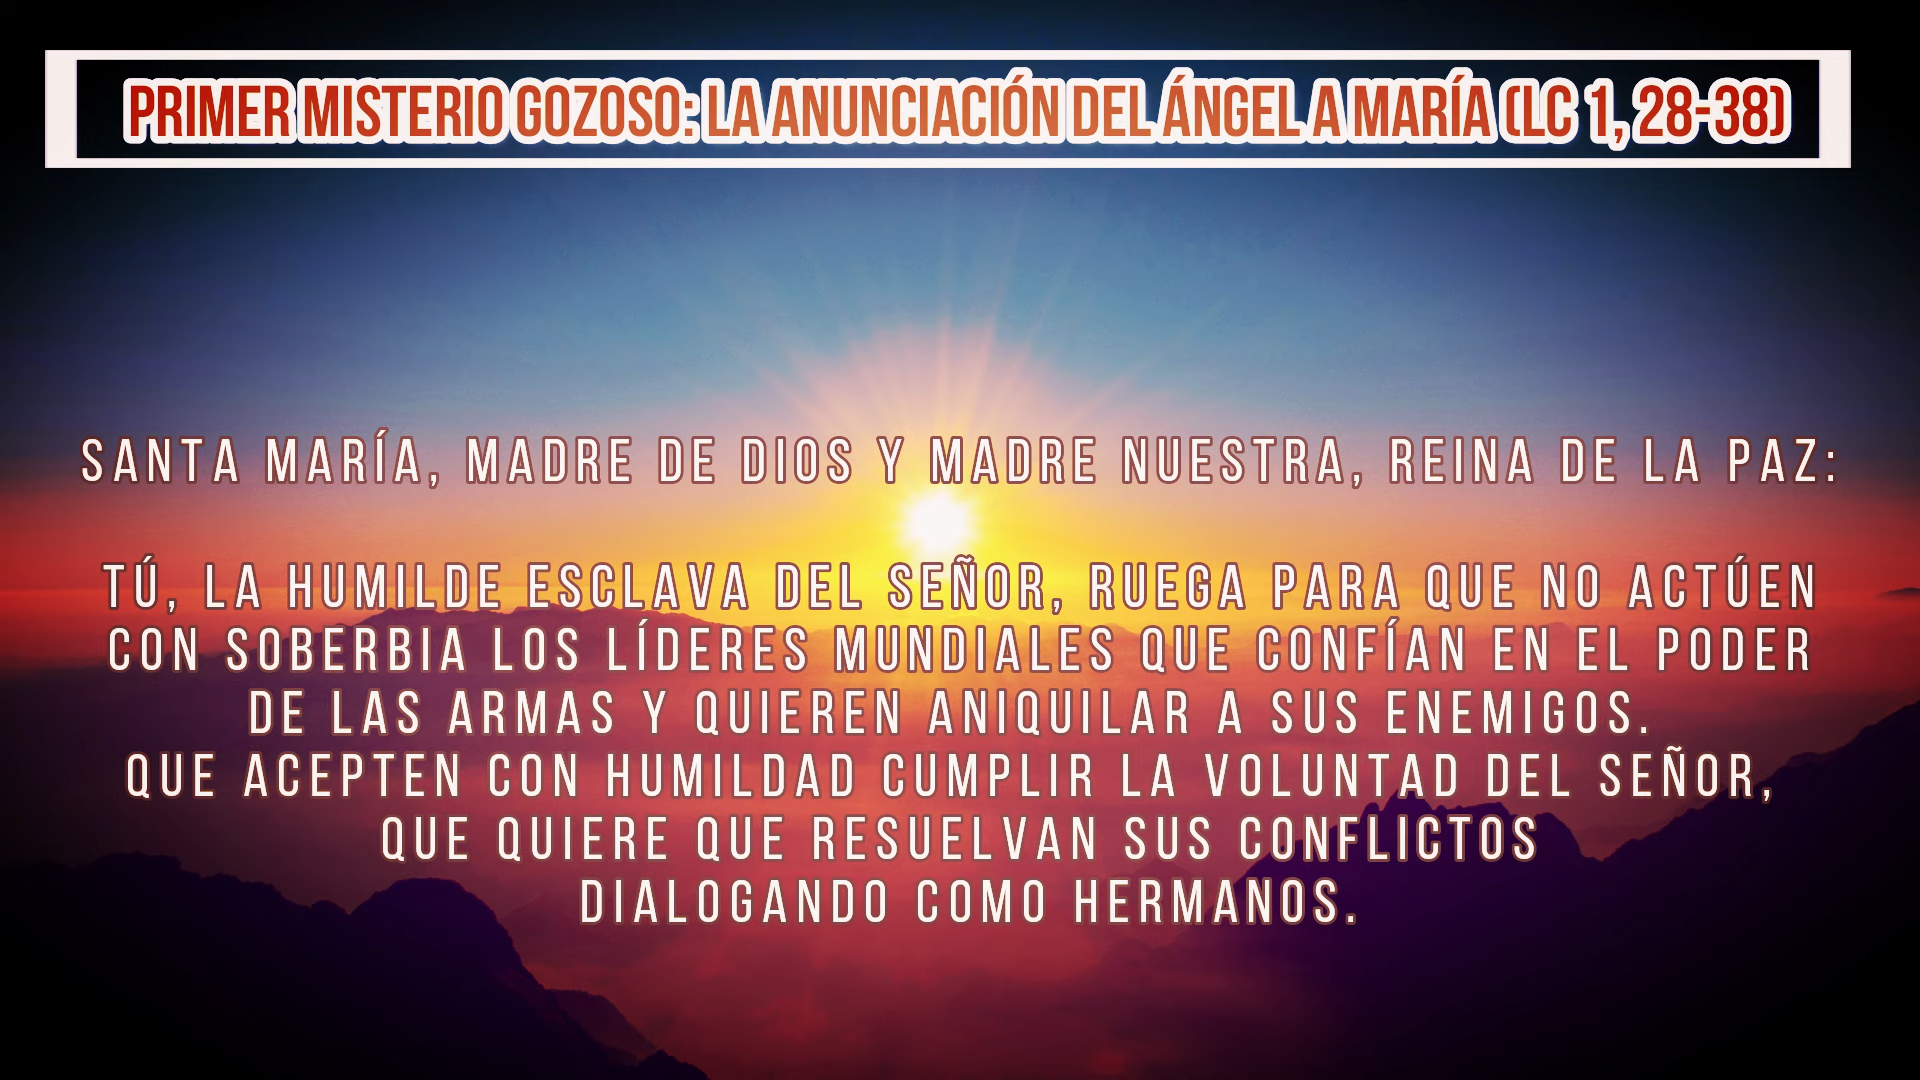 PRIMER MISTERIO GOZOSO: LA ANUNCIACIÓN DEL ÁNGEL A MARÍA (LC 1, 28-38)
SANTA MARÍA, MADRE DE DIOS Y MADRE NUESTRA, REINA DE LA PAZ:
TÚ, LA HUMILDE ESCLAVA DEL SEÑOR, RUEGA PARA QUE NO ACTÚEN
CON SOBERBIA LOS LÍDERES MUNDIALES QUE CONFÍAN EN EL PODER
DE LAS ARMAS Y QUIEREN ANIQUILAR A SUS ENEMIGOS.
QUE ACEPTEN CON HUMILDAD CUMPLIR LA VOLUNTAD DEL SEÑOR,
QUE QUIERE QUE RESUELVAN SUS CONFLICTOS
DIALOGANDO COMO HERMANOS.